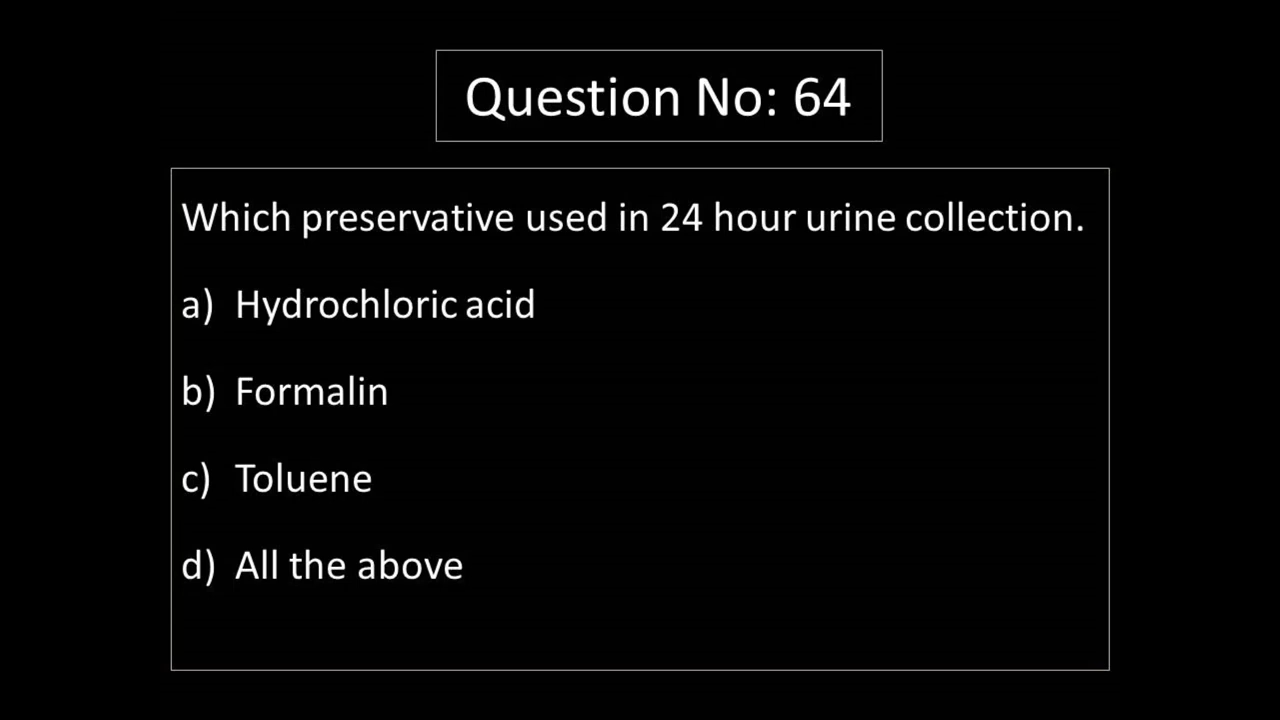 Question No: 64
Which preservative used in 24 hour urine collection.
a) Hydrochloric acid
b) Formalin
c) Toluene
d) All the above